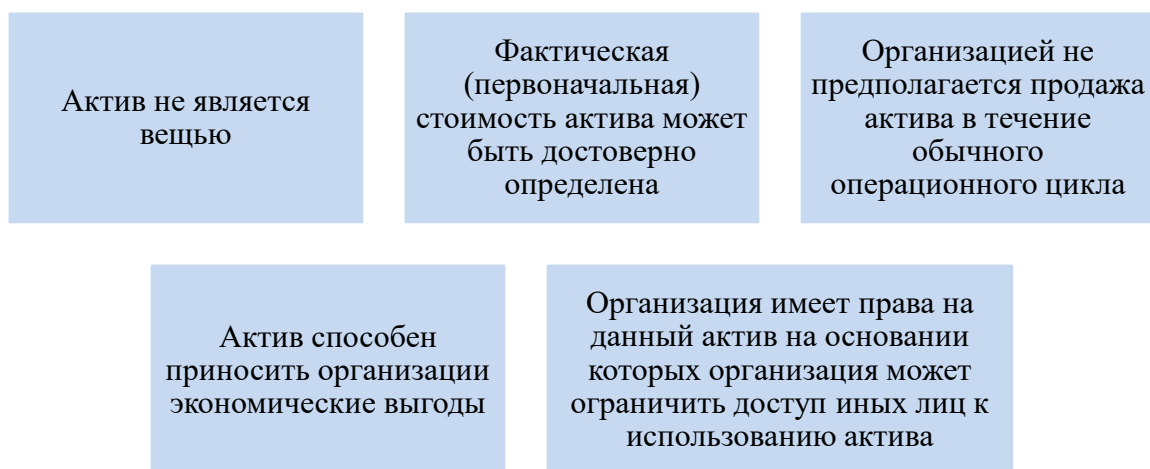 Актив не является
вещью
Фактическая
(первоначальная)
стоимость актива может
быть достоверно
определена
Организацией не
предполагается продажа
актива в течение
обычного
операционного цикла
Актив способен
приносить организации
экономические выгоды
Организация имеет права на
данный актив на основании
которых организация может
ограничить доступ иных лиц к
использованию актива